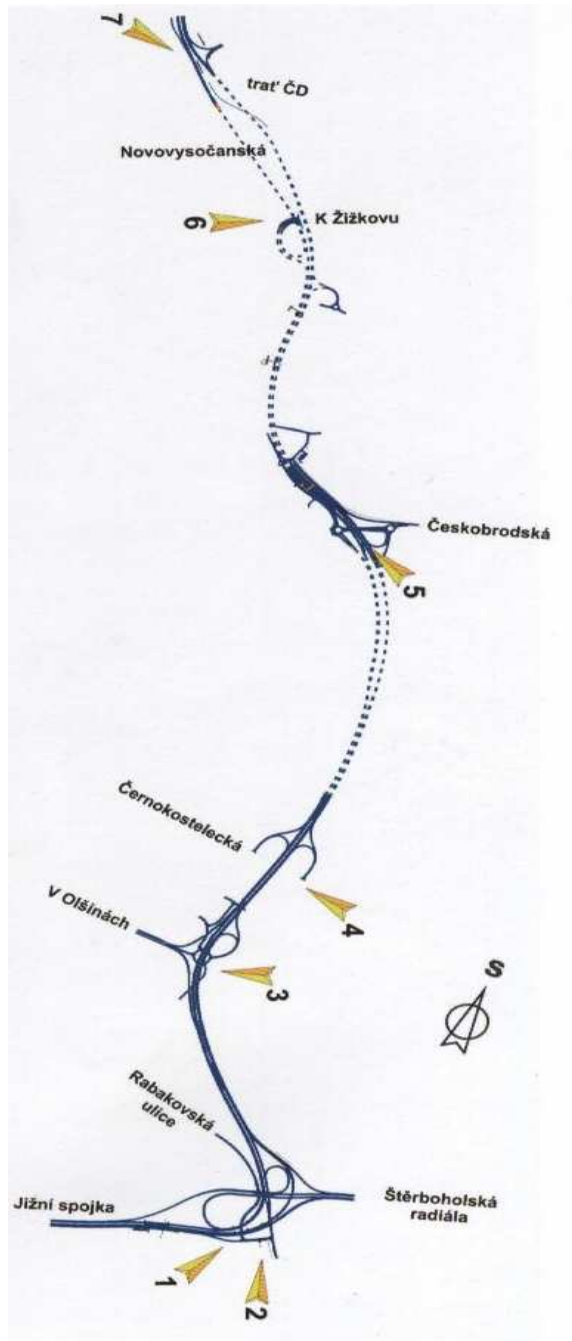 7
trať ČD
Novovysočanská
K Žižkovu
6
Českobrodská
5
Černokostelecká
V Olšinách
4
3
S
Rabakovská
ulice
Jižní spojka
Štěrboholská
radiála
1
2